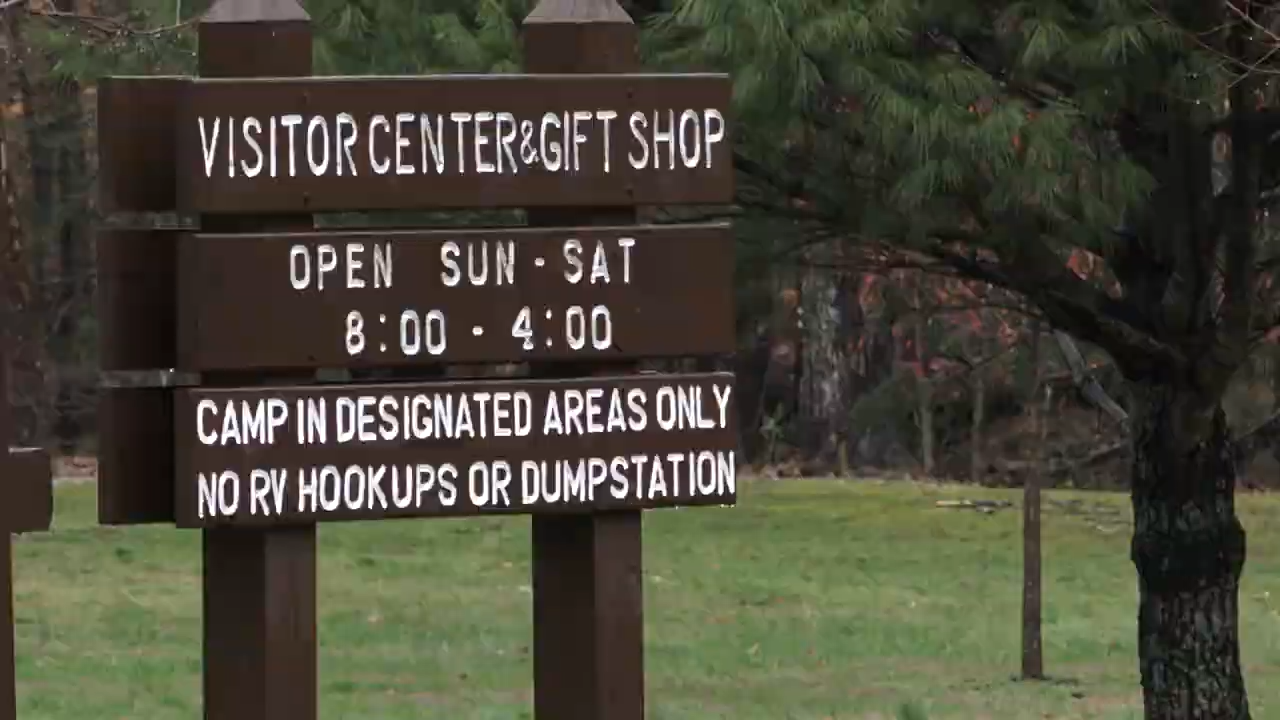 VISITOR CENTER&GIFT SHOP
OPEN SUN - SAT
8:00 - 4:00
CAMP IN DESIGNATED AREAS ONLY
NO RV HOOKUPS OR DUMPSTATION